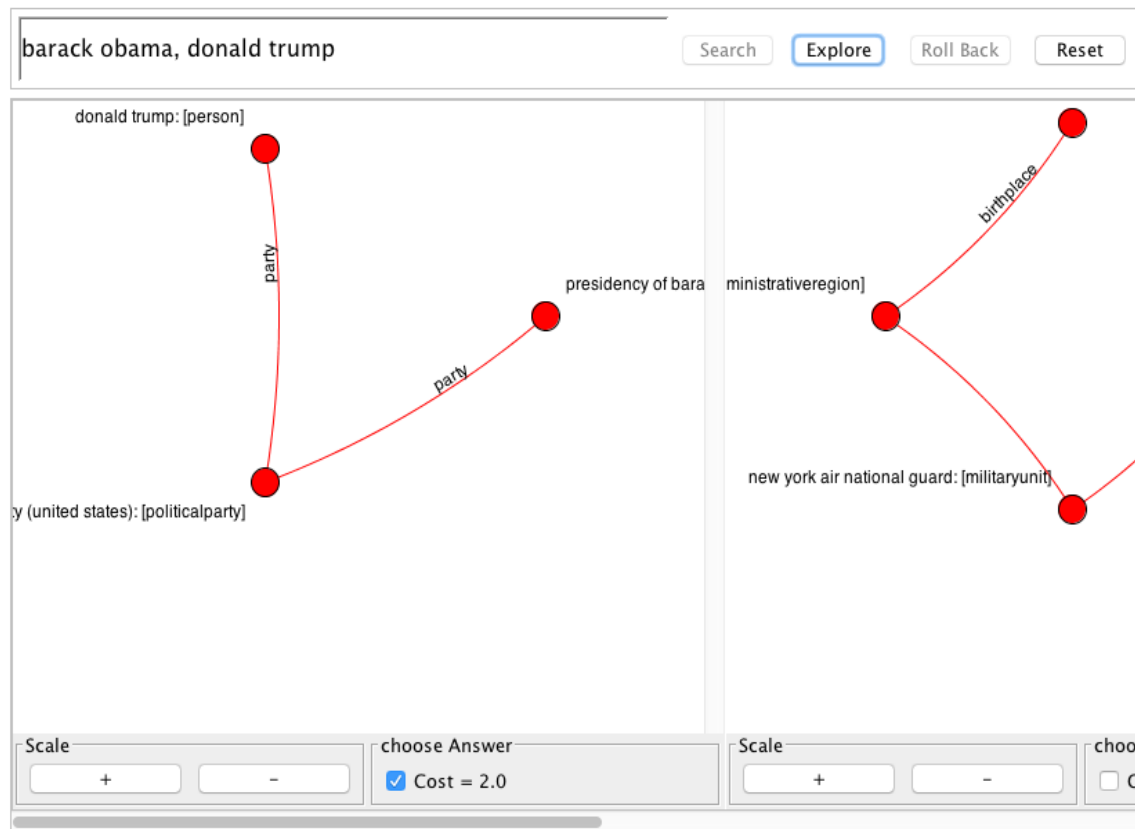 barack obama, donald trump
Search
Explore
Roll Back
Reset
donald trump: [person]
party
birthplace
presidency of bara
ministrativeregion]
party
new york air national guard: [militaryunit]
y (united states): [politicalparty]
Scale
choose Answer
Scale
choo
+
-
Cost = 2.0
+
-